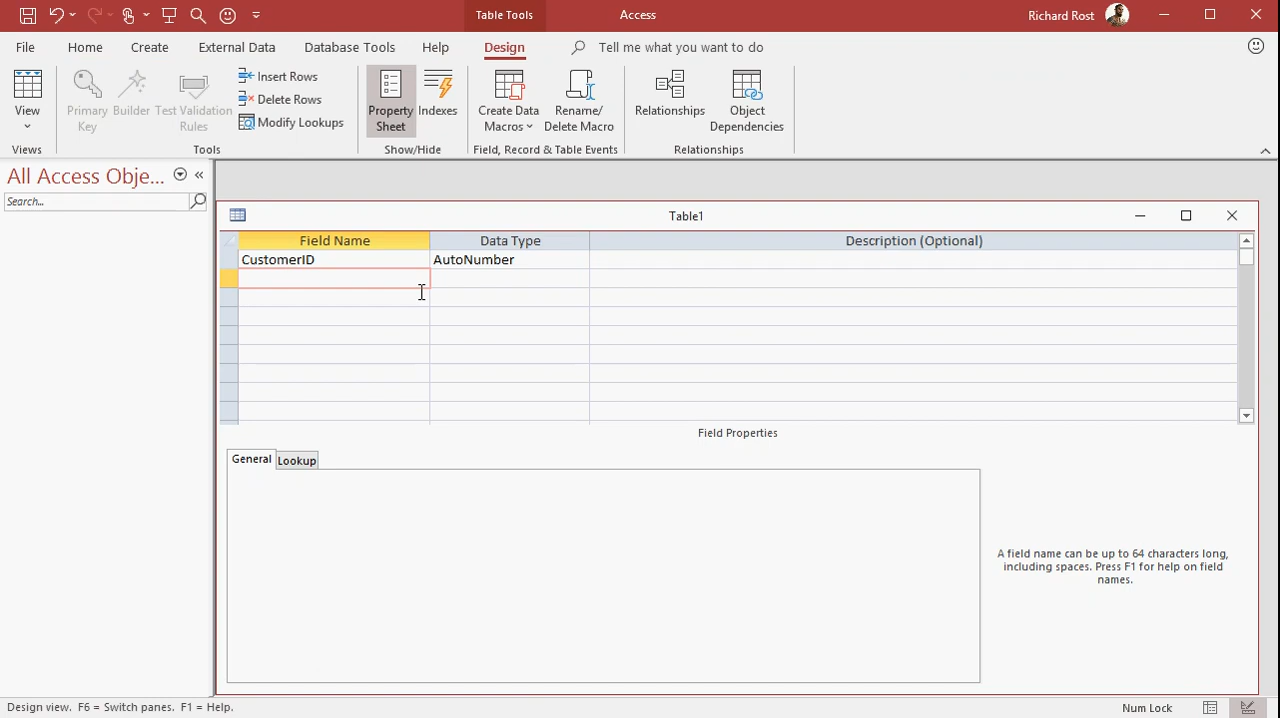 Table Tools
Access
Richard Rost
File
Home
Create
External Data
Database Tools
Help
Design
Tell me what you want to do
View
Primary
Key
Builder
Test Validation
Rules
Insert Rows
Delete Rows
Modify Lookups
Property
Sheet
Indexes
Create Data
Macros
Rename/
Delete Macro
Relationships
Object
Dependencies
Views
Tools
Show/Hide
Field, Record & Table Events
Relationships
All Access Obje...
Search...
Table1
Field Name
Data Type
Description (Optional)
CustomerID
AutoNumber
Field Properties
General
Lookup
A field name can be up to 64 characters long,
including spaces. Press F1 for help on field
names.
Design view. F6 = Switch panes. F1 = Help.
Num Lock